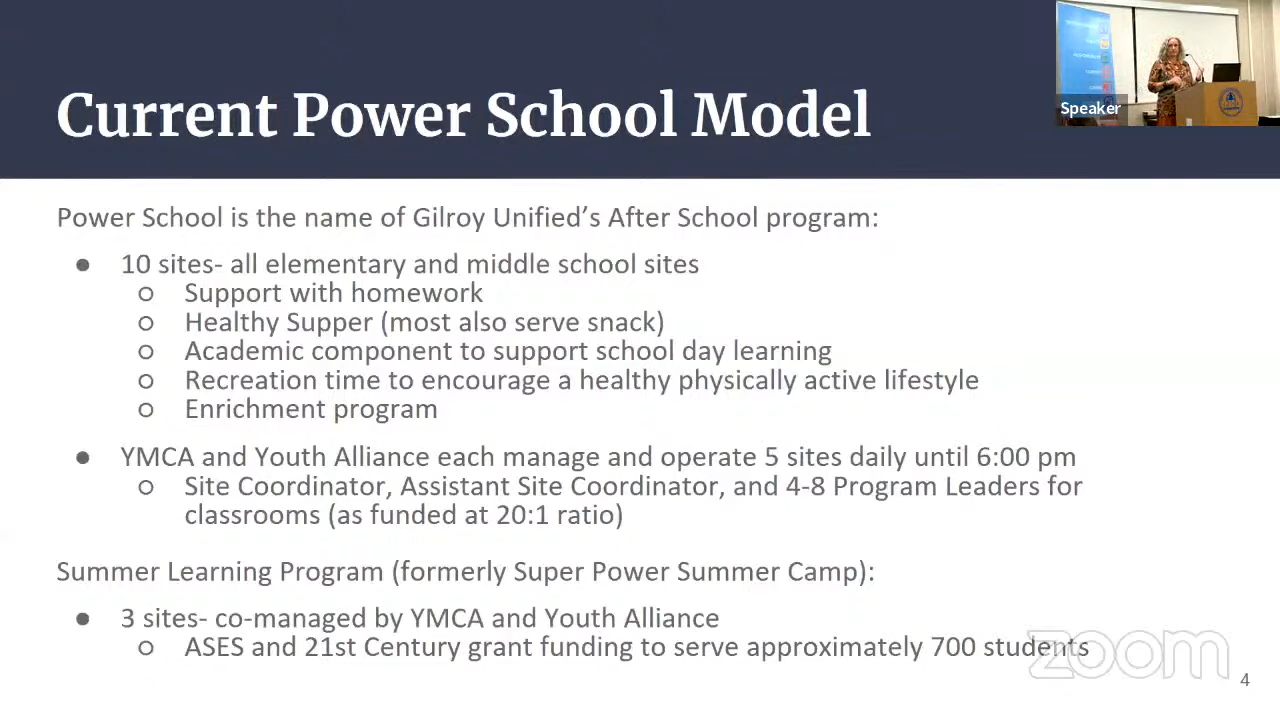 Current Power School Model
Speaker
Power School is the name of Gilroy Unified’s After School program:
● 10 sites- all elementary and middle school sites
○ Support with homework
○ Healthy Supper (most also serve snack)
○ Academic component to support school day learning
○ Recreation time to encourage a healthy physically active lifestyle
○ Enrichment program
● YMCA and Youth Alliance each manage and operate 5 sites daily until 6:00 pm
○ Site Coordinator, Assistant Site Coordinator, and 4-8 Program Leaders for
classrooms (as funded at 20:1 ratio)
Summer Learning Program (formerly Super Power Summer Camp):
● 3 sites- co-managed by YMCA and Youth Alliance
○ ASES and 21st Century grant funding to serve approximately 700 students
zoom
4